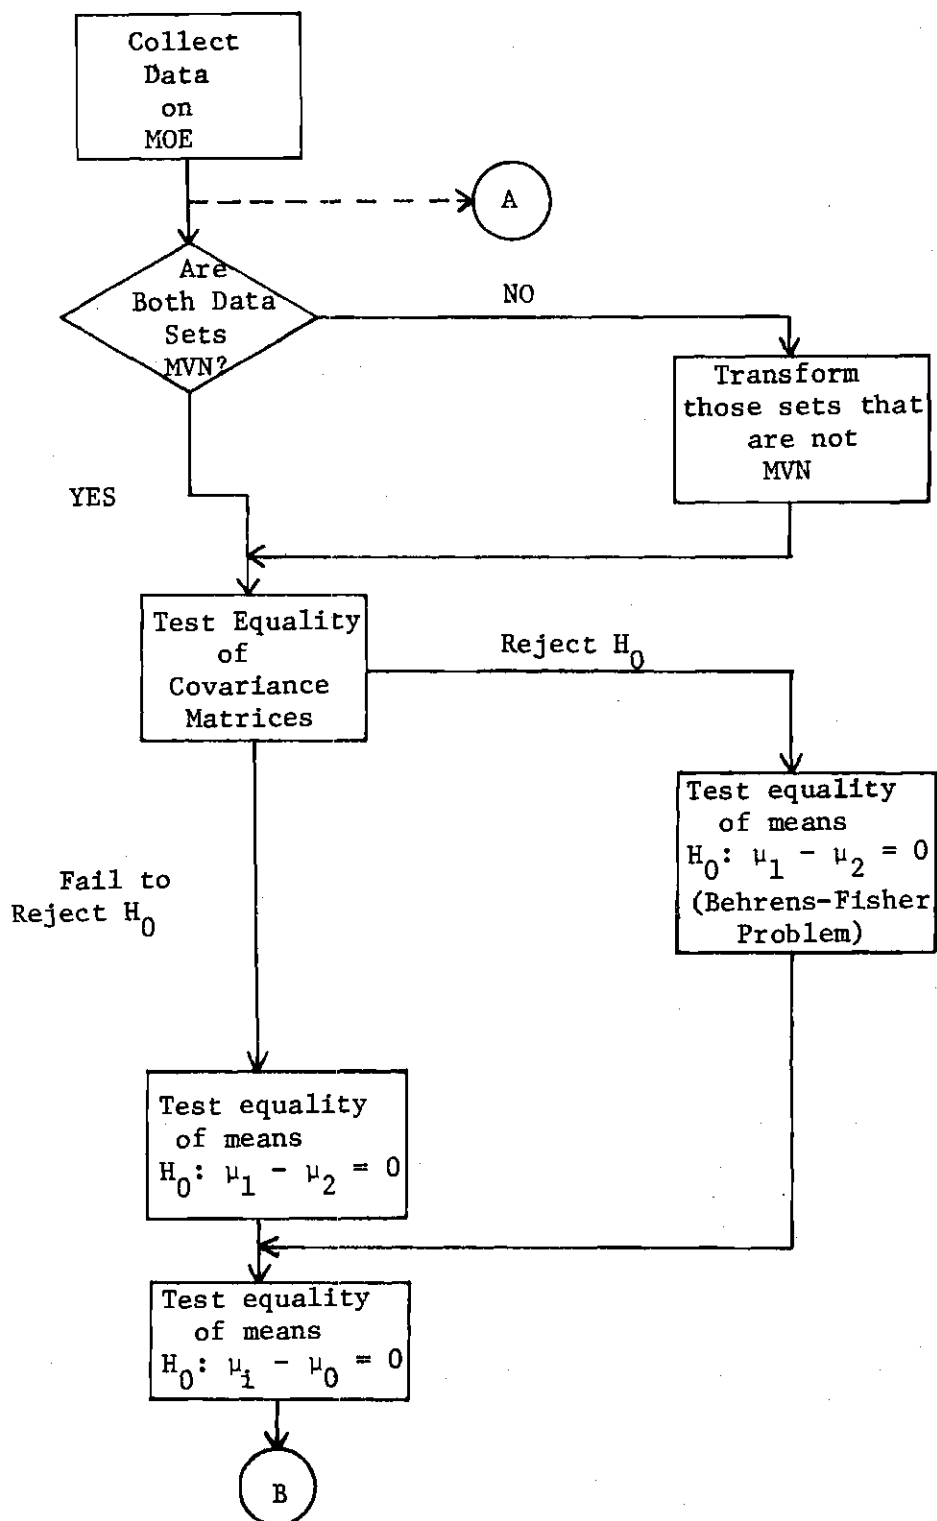 Collect
Data
on
MOE
A
Are
Both Data
Sets
MVN?
NO
Transform
those sets that
are not
MVN
YES
Test Equality
of
Covariance
Matrices
Reject H0
Test equality
of means
H0: μ1 - μ2 = 0
(Behrens-Fisher
Problem)
Fail to
Reject H0
Test equality
of means
H0: μ1 - μ2 = 0
Test equality
of means
H0: μi - μ0 = 0
B